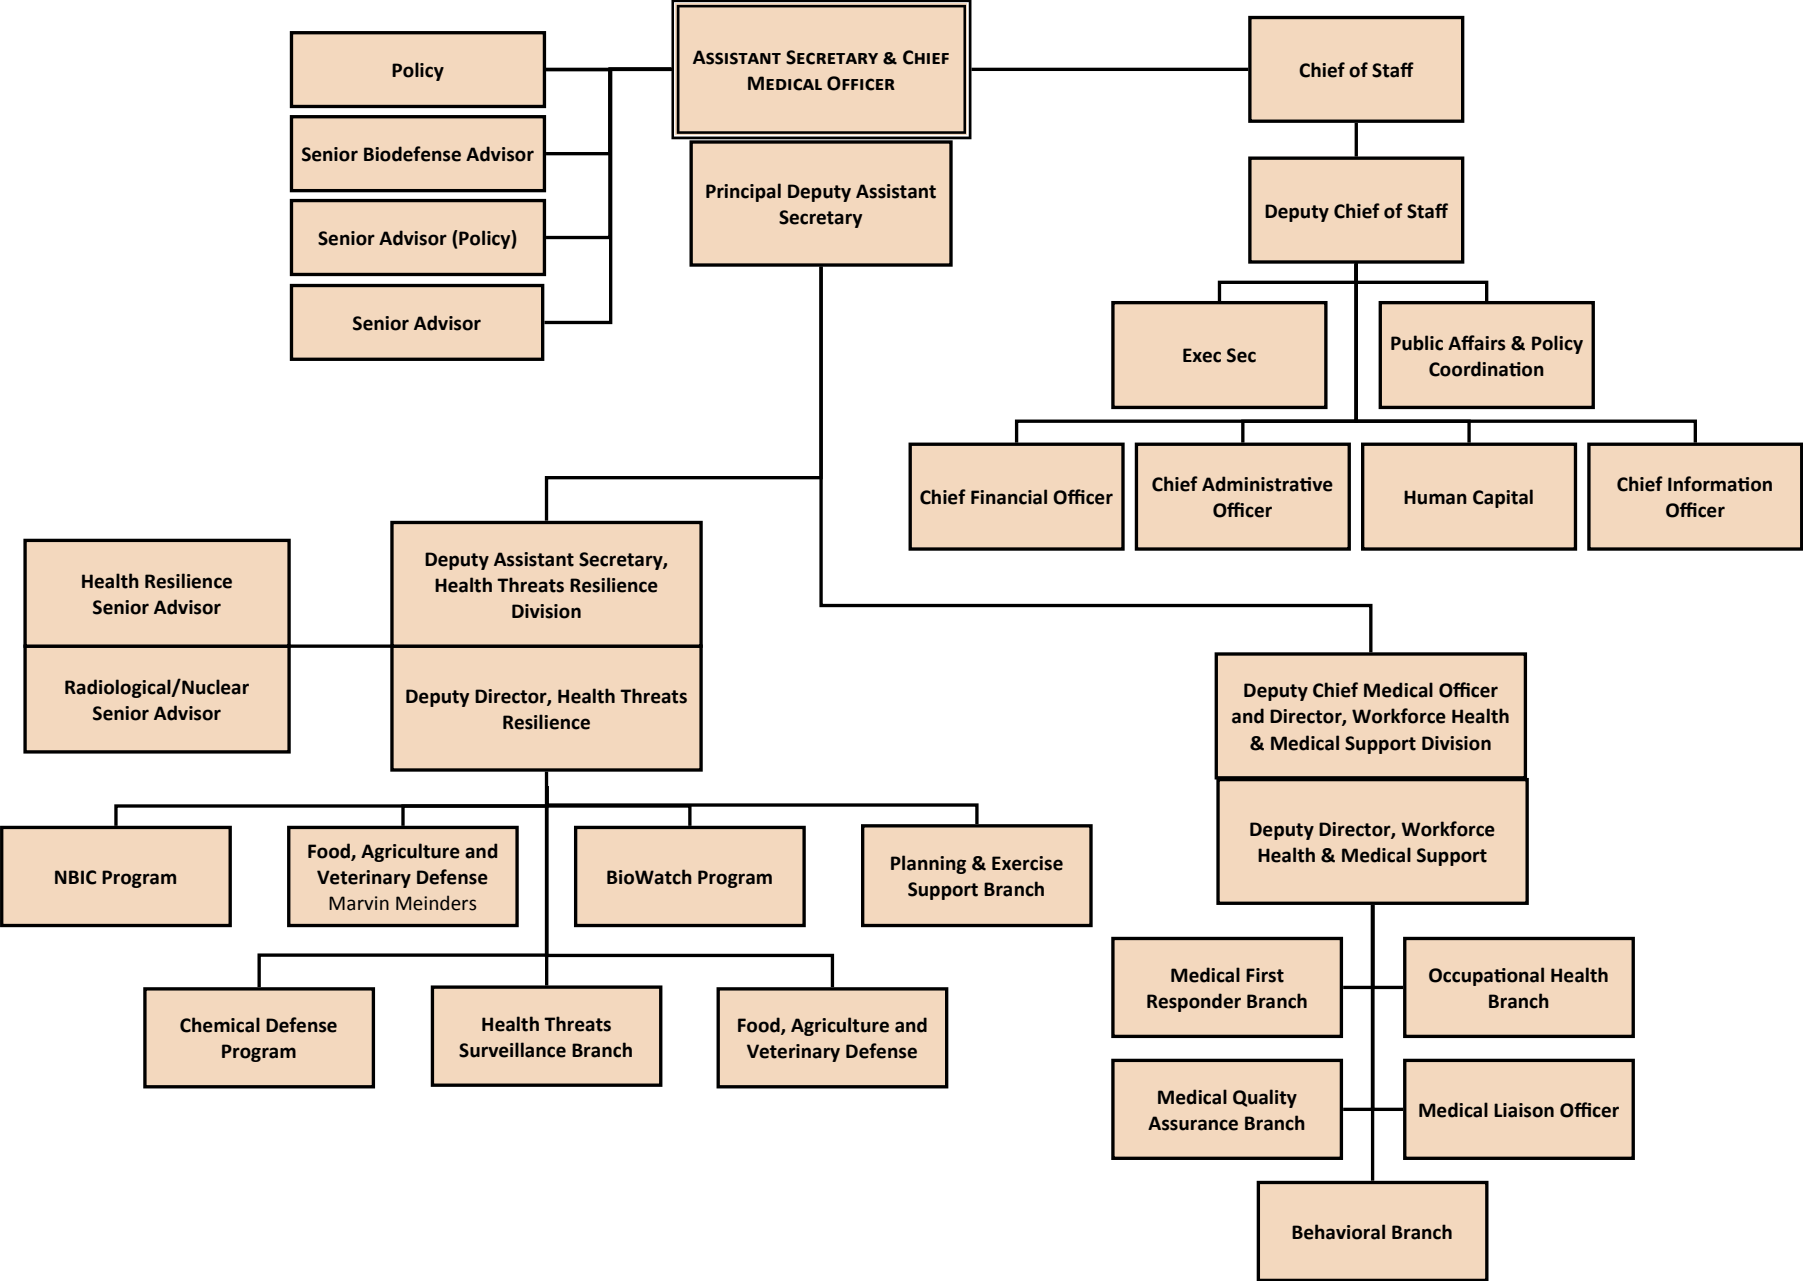 ASSISTANT SECRETARY & CHIEF
MEDICAL OFFICER
Principal Deputy Assistant
Secretary
Policy
Senior Biodefense Advisor
Senior Advisor (Policy)
Senior Advisor
Chief of Staff
Deputy Chief of Staff
Exec Sec
Public Affairs & Policy
Coordination
Chief Financial Officer
Chief Administrative
Officer
Human Capital
Chief Information
Officer
Health Resilience
Senior Advisor
Radiological/Nuclear
Senior Advisor
Deputy Assistant Secretary,
Health Threats Resilience
Division
Deputy Director, Health Threats
Resilience
NBIC Program
Food, Agriculture and
Veterinary Defense
Marvin Meinders
BioWatch Program
Planning & Exercise
Support Branch
Chemical Defense
Program
Health Threats
Surveillance Branch
Food, Agriculture and
Veterinary Defense
Deputy Chief Medical Officer
and Director, Workforce Health
& Medical Support Division
Deputy Director, Workforce
Health & Medical Support
Medical First
Responder Branch
Occupational Health
Branch
Medical Quality
Assurance Branch
Medical Liaison Officer
Behavioral Branch